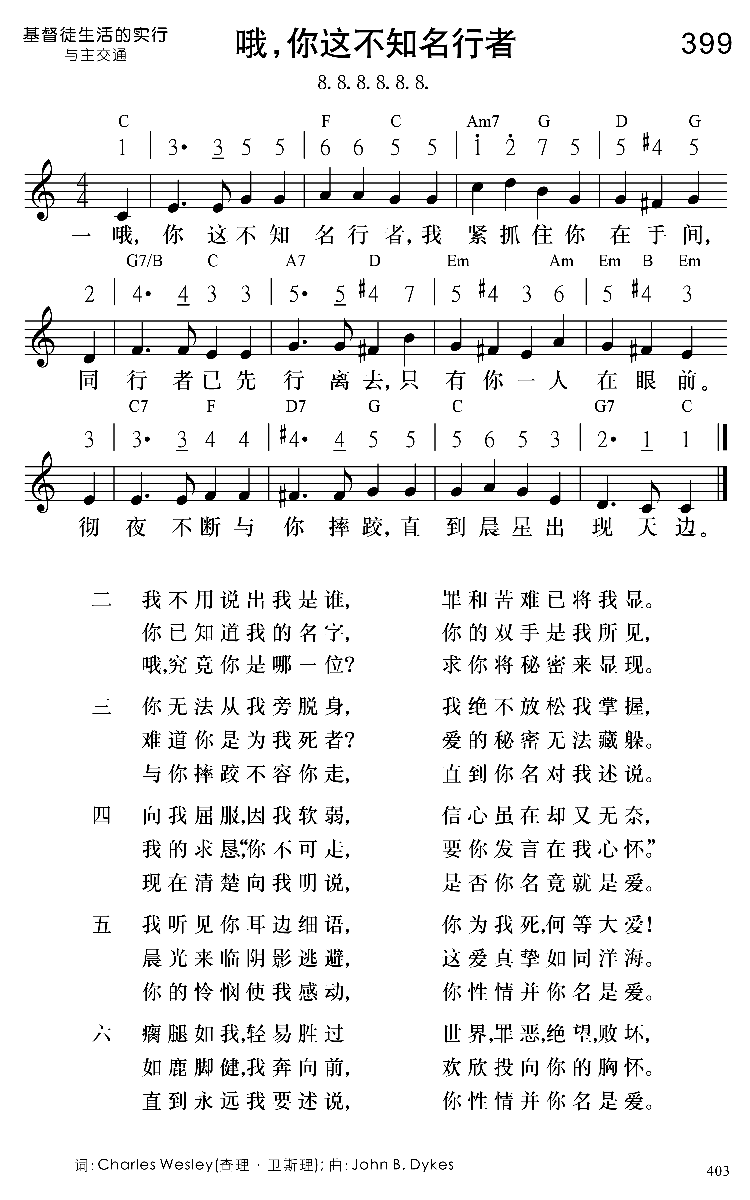 基督徒生活的实行
与主交通
哦，你这不知名行者
399
8. 8. 8. 8. 8. 8.
C F C Am7 G D G
1 | 3• 3 5 5 | 6 6 5 5 | 1 2 7 5 | 5 #4 5
4 4
一 哦, 你 这 不 知 名 行 者, 我 紧 抓 住 你 在 手 间,
G7/B C A7 D Em Am Em B Em
2 | 4• 4 3 3 | 5• 5 #4 7 | 5 #4 3 6 | 5 #4 3
同 行 者 已 先 行 离 去, 只 有 你 一 人 在 眼 前。
C7 F D7 G C G7 C
3 | 3• 3 4 4 | #4• 4 5 5 | 5 6 5 3 | 2• 1 1
彻 夜 不 断 与 你 摔 跤, 直 到 晨 星 出 现 天 边。
二 我不用说出我是谁, 罪和苦难已将我显。
你已知道我的名字, 你的双手是我所见,
哦,究竟你是哪一位? 求你将秘密来显现。
三 你无法从我旁脱身, 我绝不放松我掌握,
难道你是为我死者? 爱的秘密无法藏躲。
与你摔跤不容你走, 直到你名对我述说。
四 向我屈服,因我软弱, 信心虽在却又无奈,
我的求恳:“你不可走, 要你发言在我心怀。”
现在清楚向我明说, 是否你名竟就是爱。
五 我听见你耳边细语, 你为我死,何等大爱!
晨光来临阴影逃避, 这爱真挚如同洋海。
你的怜悯使我感动, 你性情并你名是爱。
六 瘸腿如我,轻易胜过 世界,罪恶,绝望,败坏,
如鹿脚健,我奔向前, 欢欣投向你的胸怀。
直到永远我要述说, 你性情并你名是爱。
词: Charles Wesley(查理·卫斯理); 曲: John B. Dykes
403